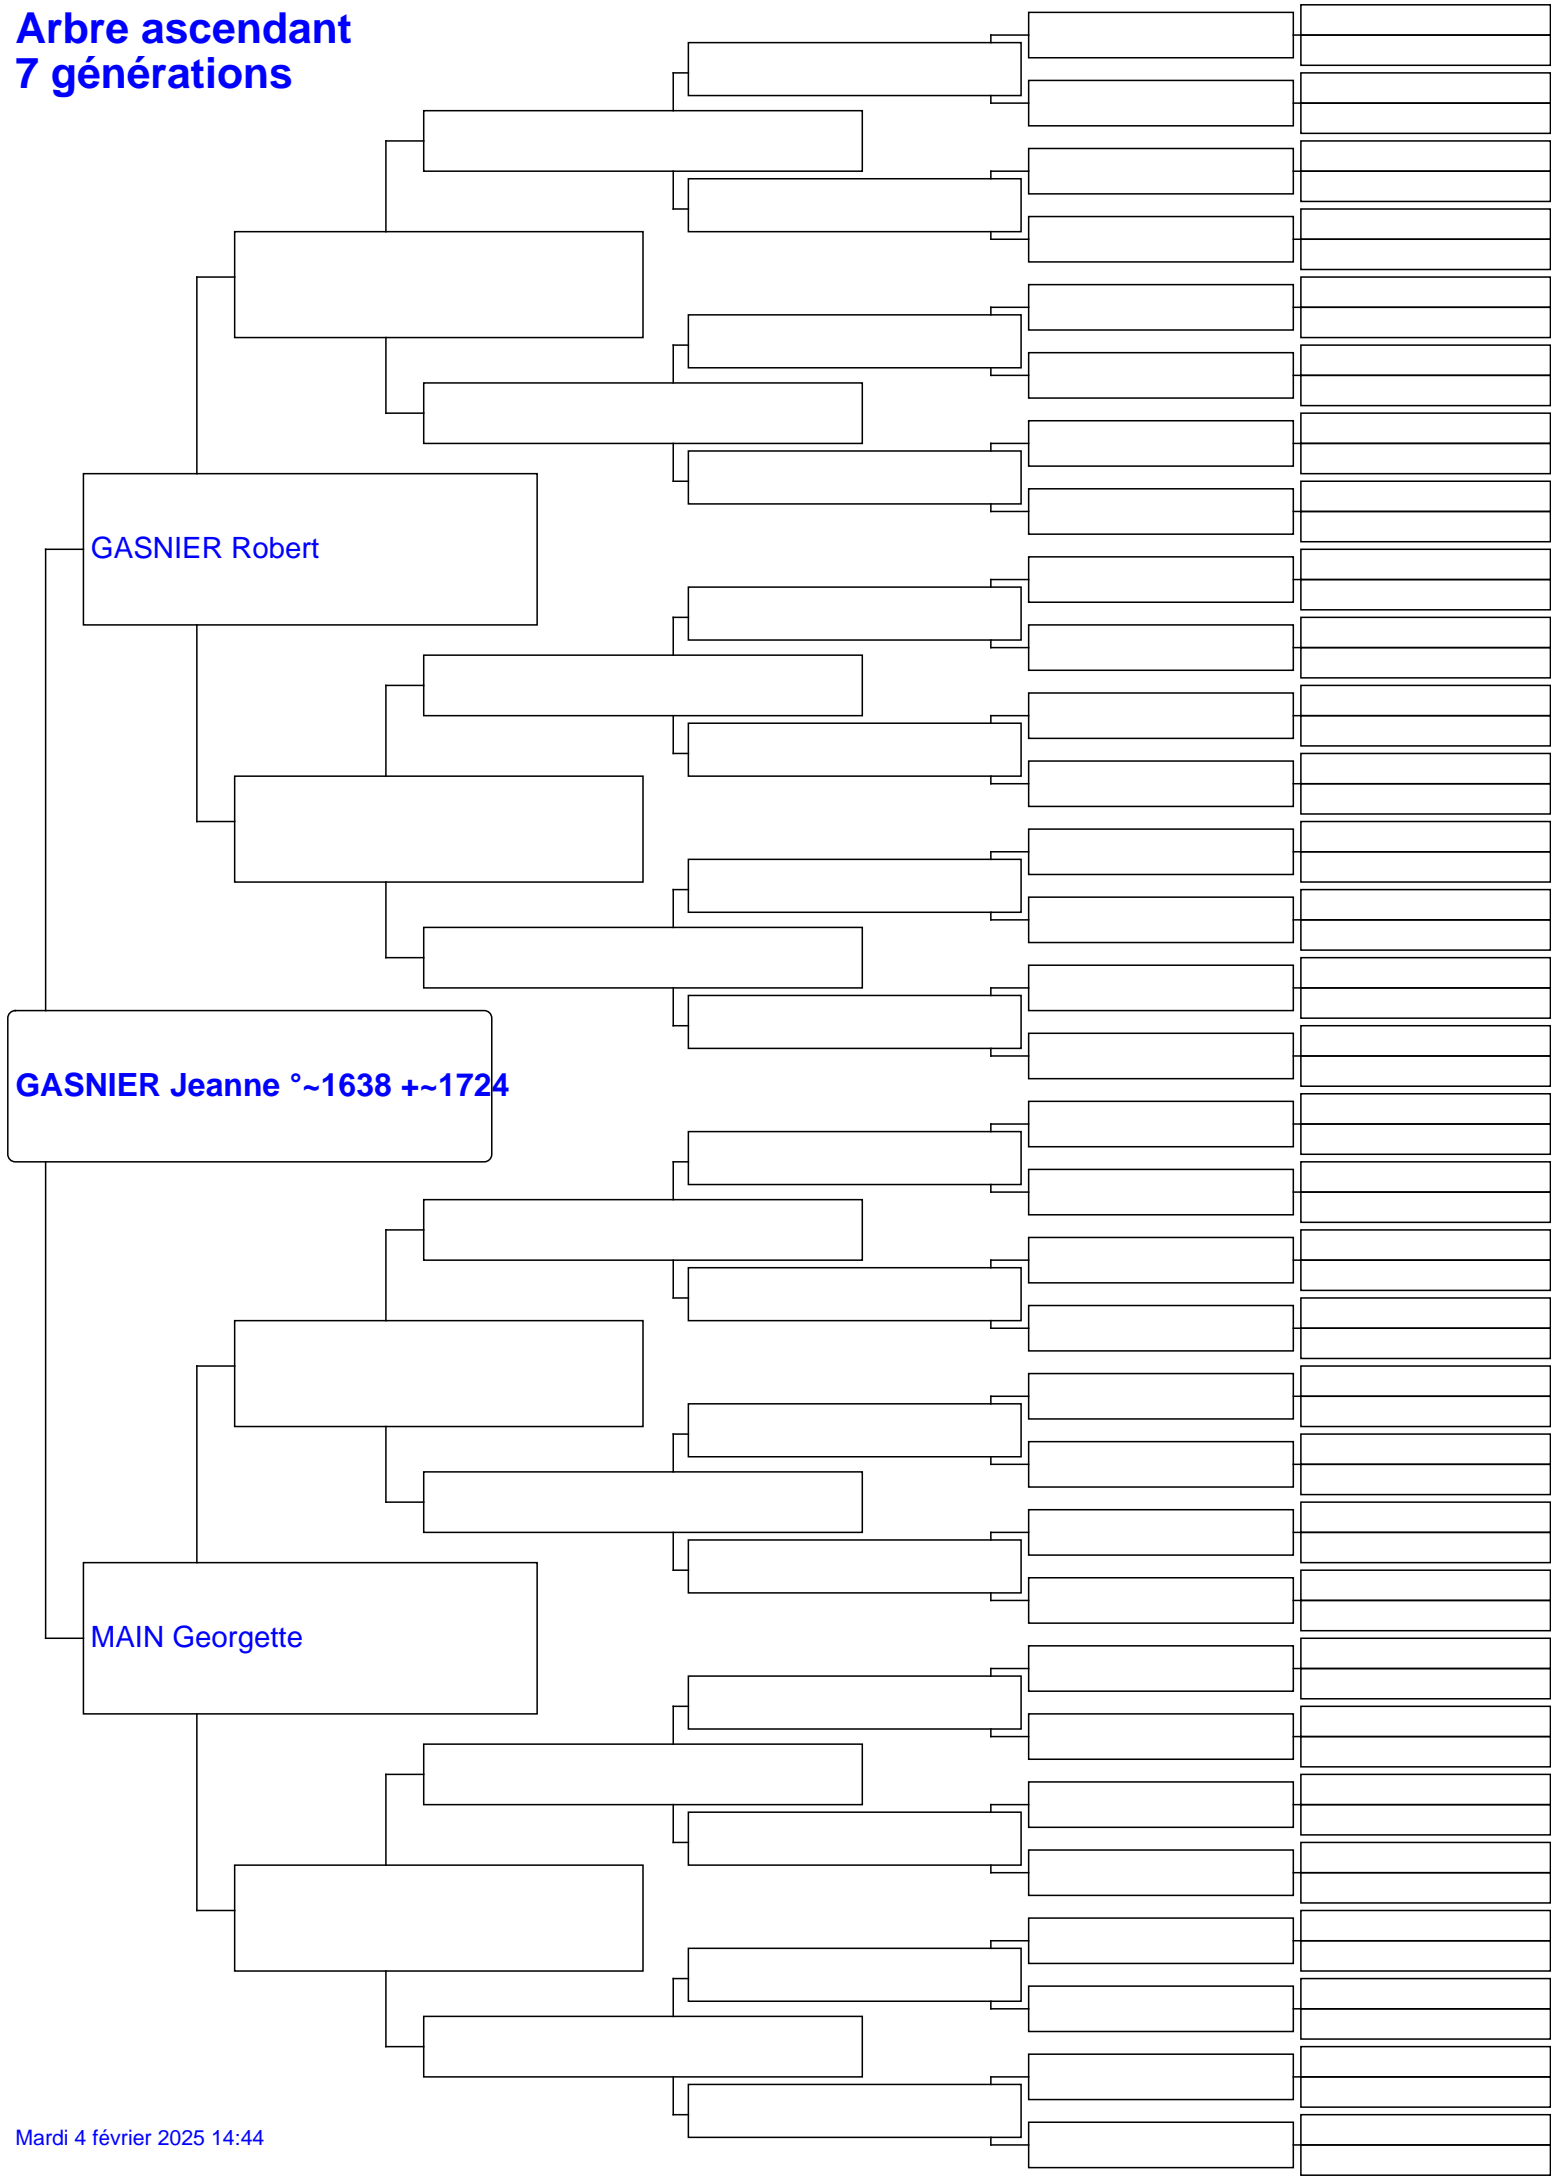 Arbre ascendant
7 générations
GASNIER Robert
GASNIER Jeanne °~1638 +~1724
MAIN Georgette
Mardi 4 février 2025 14:44